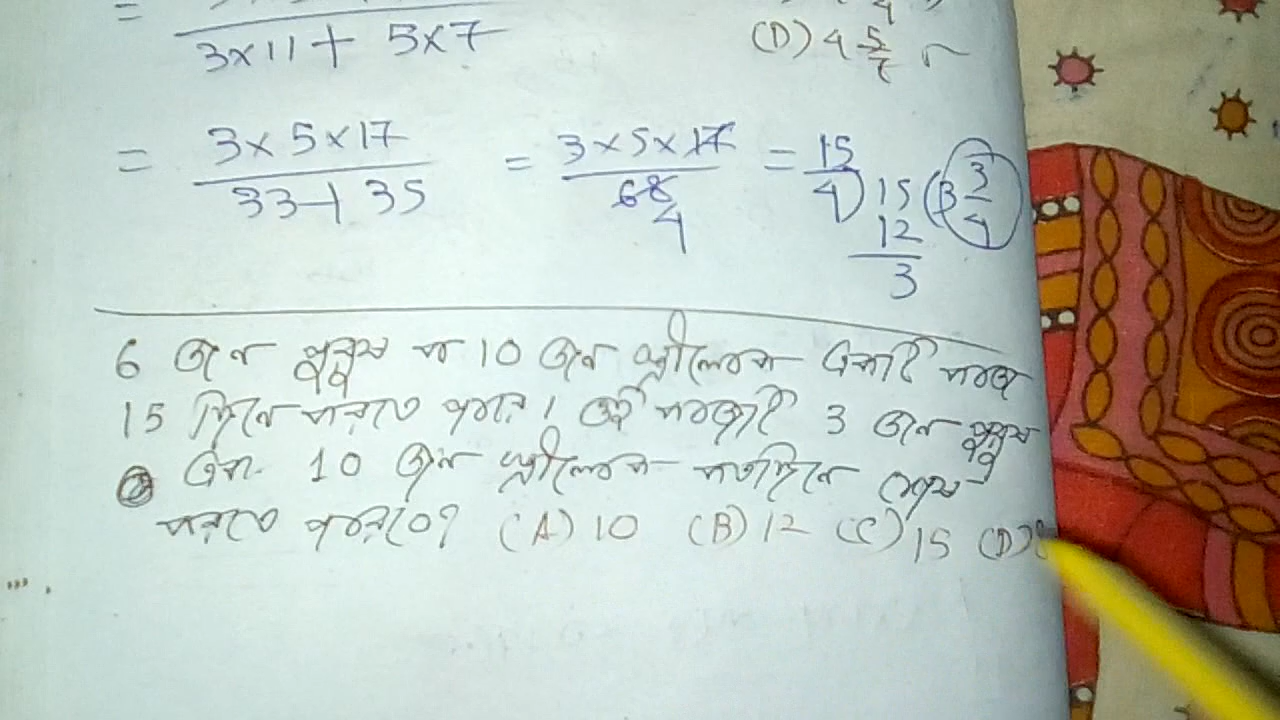 =
3×11+ 5×7
(D) 4 5/7
= 3×5×17 / 33+35 = 3×5×17 / 68 4 = 15/4 ) 15 ( 3 3/4
12
3
6 জন পুরুষ বা 10 জন স্ত্রীলোক একটি কাজ
15 দিনে করতে পারে। ঐ কাজটি 3 জন পুরুষ
এবং 10 জন স্ত্রীলোক কতদিনে শেষ
করতে পারবে? (A) 10 (B) 12 (C) 15 (D)